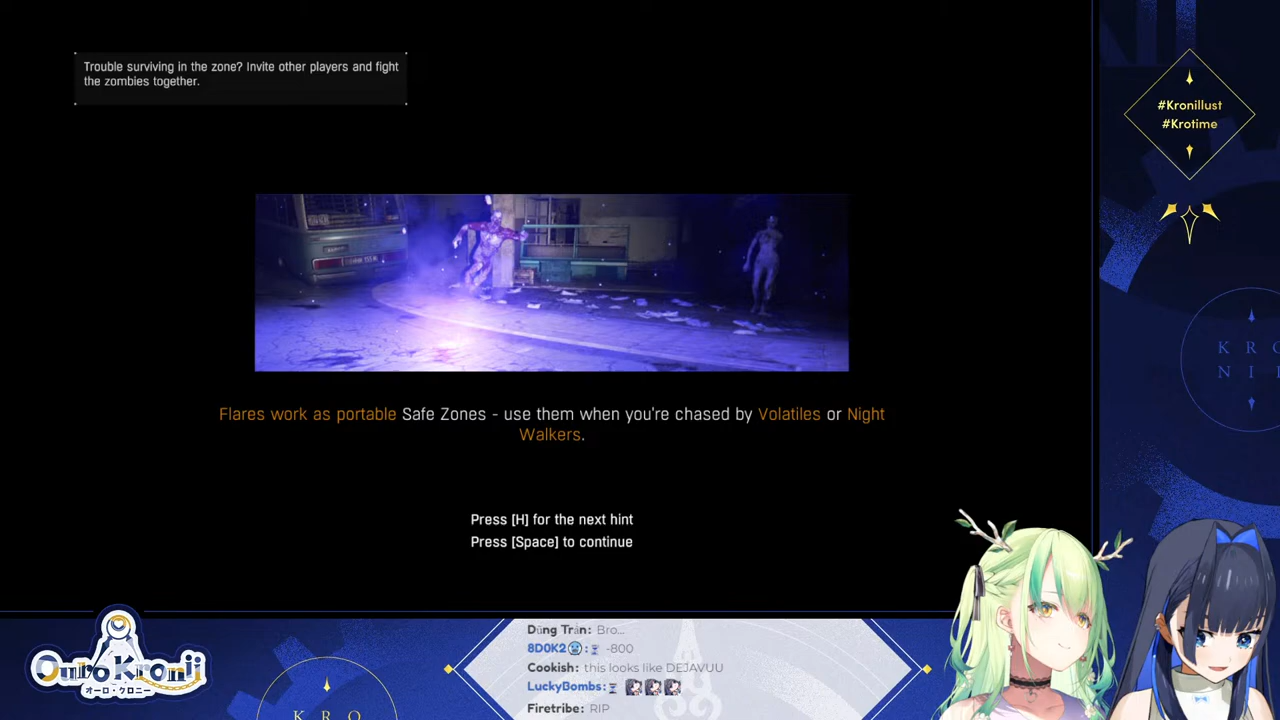 Trouble surviving in the zone? Invite other players and fight
the zombies together.
#Kronillust
#Krotime
Flares work as portable Safe Zones - use them when you're chased by Volatiles or Night
Walkers.
Press [H] for the next hint
Press [Space] to continue
Ouro Kronii
オーロ・クロニー
Dũng Trần: Bro...
8D0K2: -800
Cookish: this looks like DEJAVUU
LuckyBombs:
Firetribe: RIP
K R O
N I I
K R O